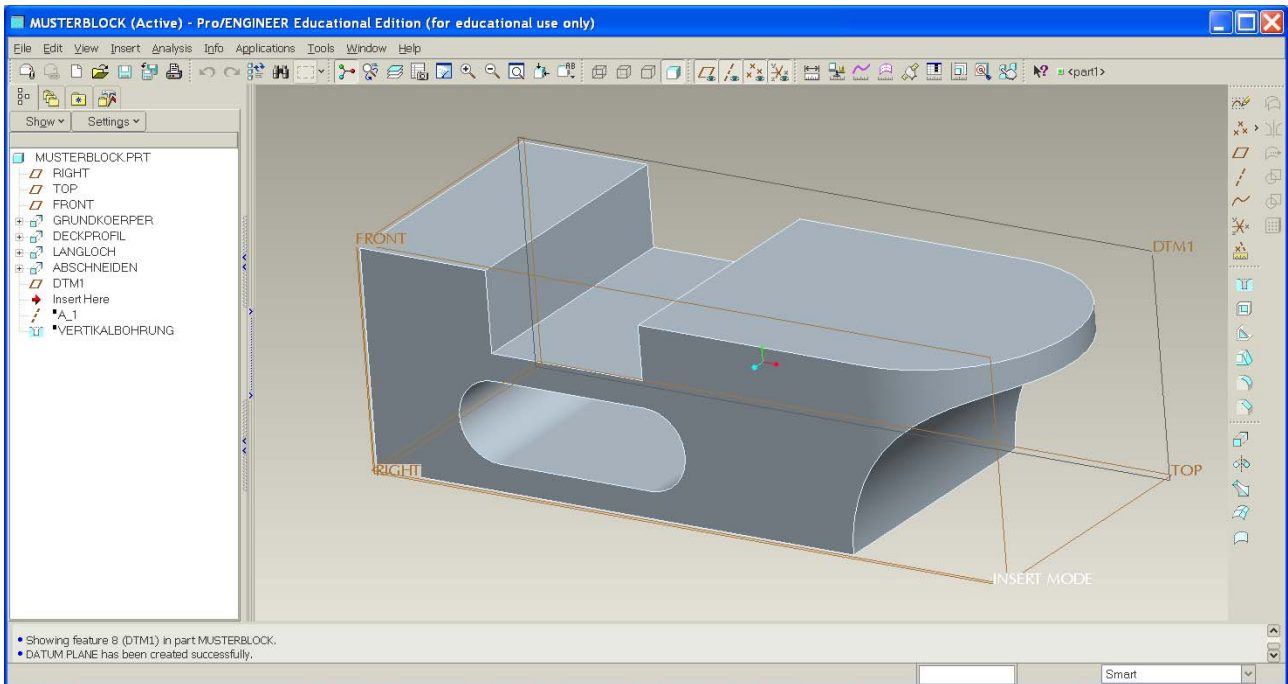 MUSTERBLOCK (Active) - Pro/ENGINEER Educational Edition (for educational use only)
File Edit View Insert Analysis Info Applications Tools Window Help
<part1>
Show Settings
MUSTERBLOCK.PRT
RIGHT
TOP
FRONT
GRUNDKOERPER
DECKPROFIL
LANGLOCH
ABSCHNEIDEN
DTM1
Insert Here
A_1
VERTIKALBOHRUNG
FRONT
DTM1
RIGHT
TOP
INSERT MODE
• Showing feature 8 (DTM1) in part MUSTERBLOCK.
• DATUM PLANE has been created successfully.
Smart